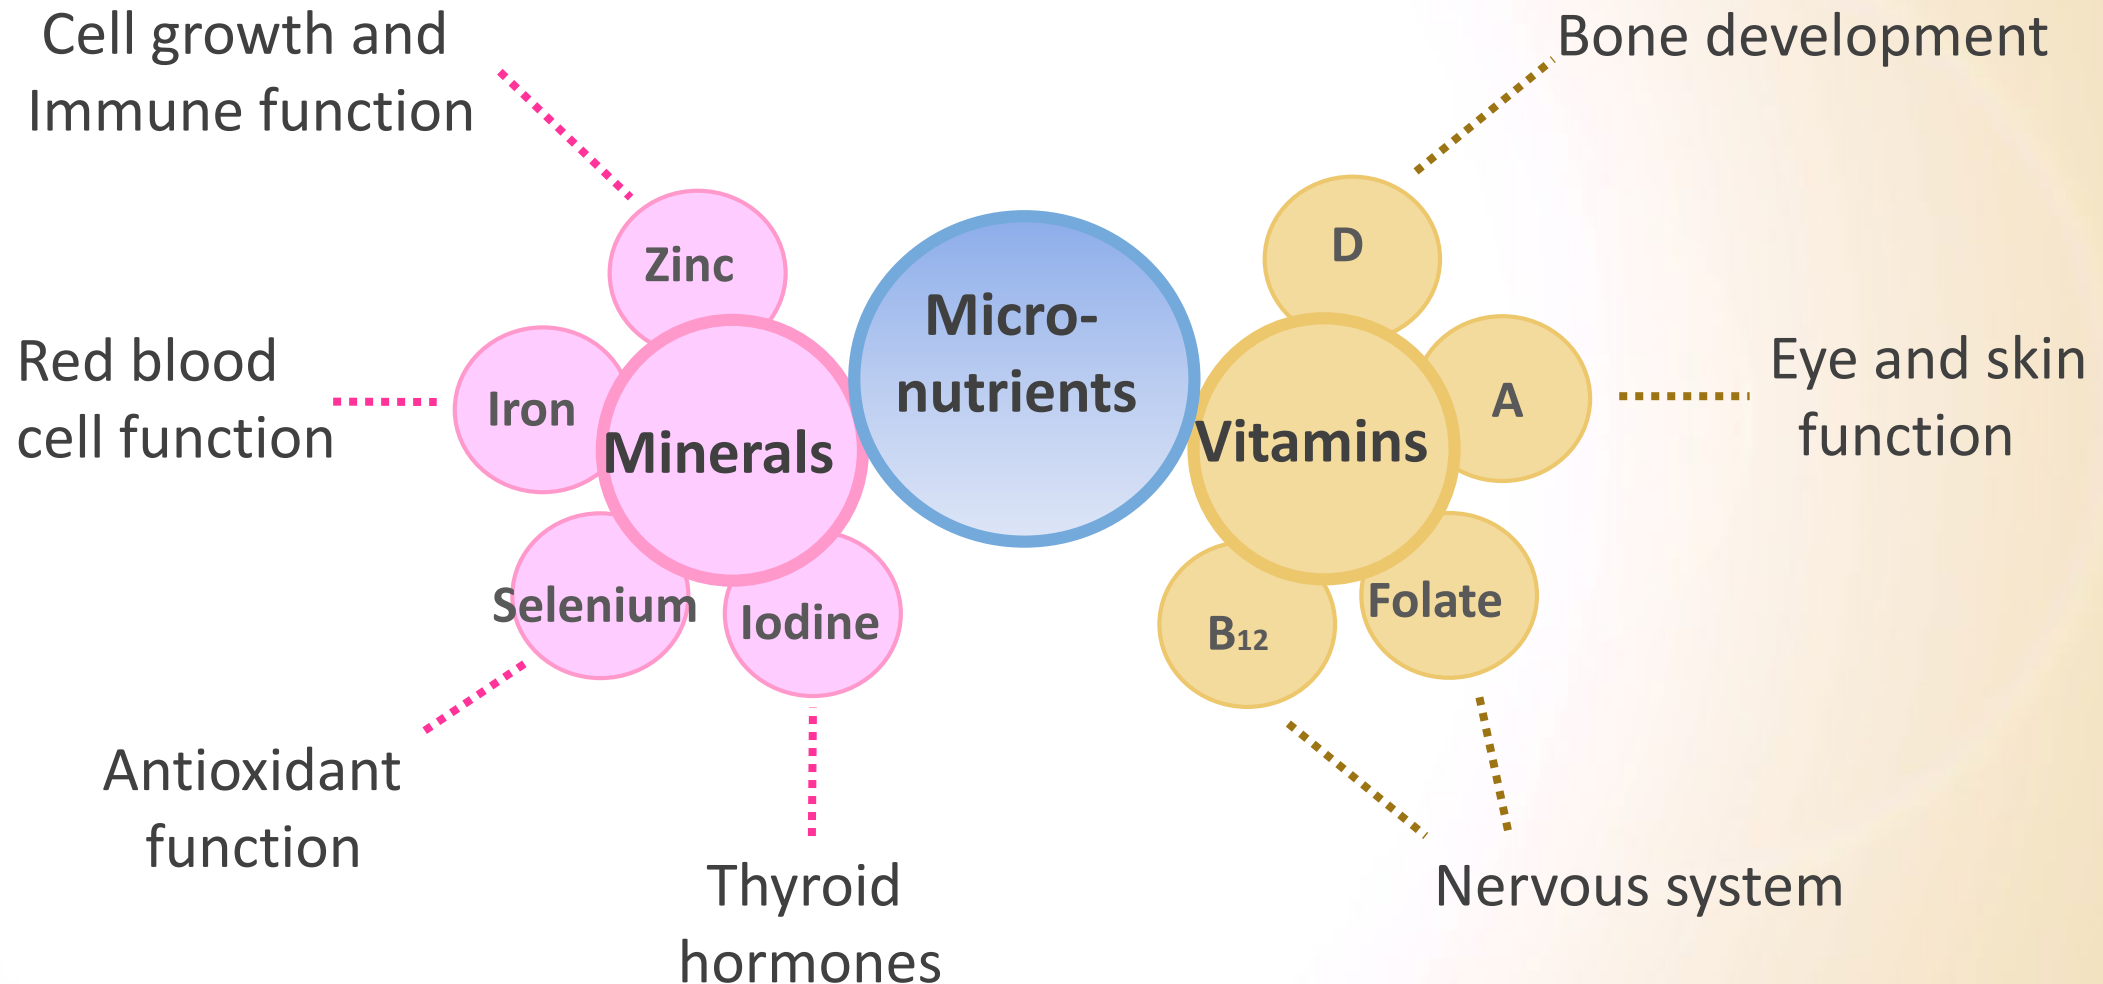 Cell growth and
Immune function
Bone development
Zinc
D
Micro-
nutrients
Red blood
cell function
Iron
Minerals
Vitamins
A
Eye and skin
function
Selenium
Iodine
B₁₂
Folate
Antioxidant
function
Thyroid
hormones
Nervous system